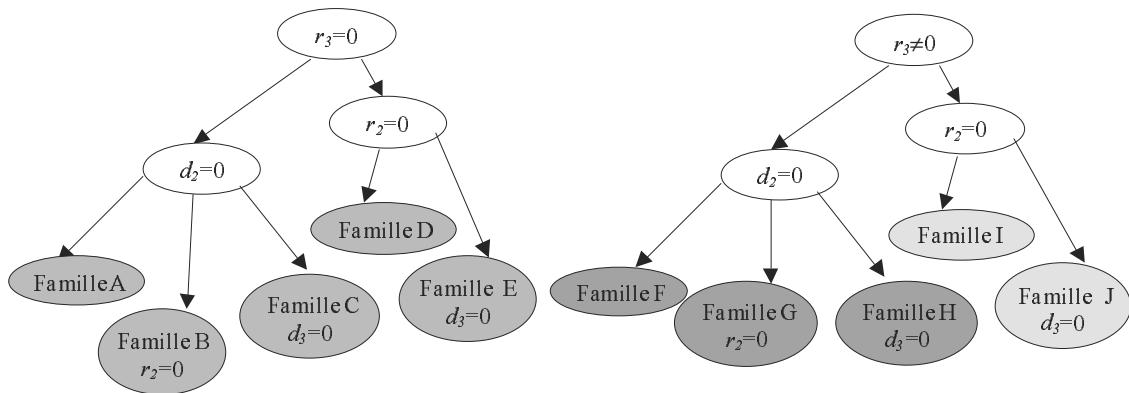 r₃=0
r₂=0
d₂=0
Famille D
Famille A
Famille B
r₂=0
Famille C
d₃=0
Famille E
d₃=0
r₃≠0
r₂=0
d₂=0
Famille I
Famille F
Famille G
r₂=0
Famille H
d₃=0
Famille J
d₃=0